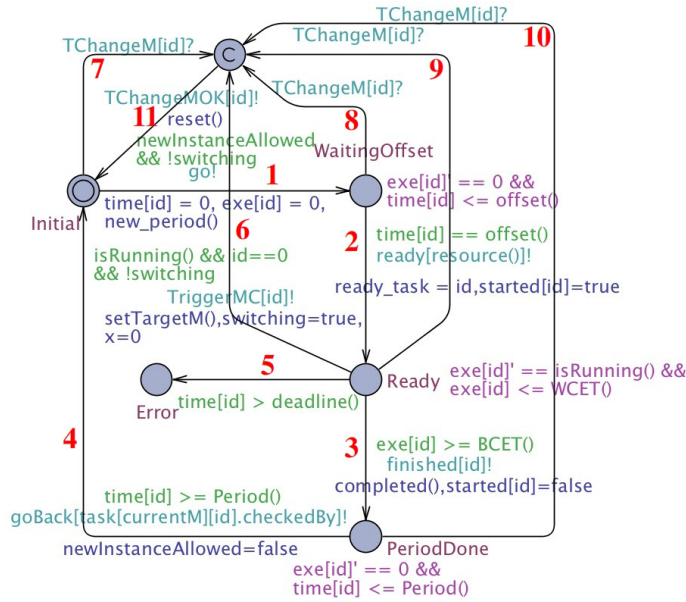 TChangeM[id]?
10
TChangeM[id]?
TChangeM[id]?
C
7
9
TChangeM[id]?
TChangeMOK[id]!
11
reset()
8
newInstanceAllowed
&& !switching
WaitingOffset
go!
1
exe[id]' == 0 &&
time[id] <= offset()
time[id] = 0, exe[id] = 0,
new_period()
Initial
6
2
time[id] == offset()
ready[resource()]!
isRunning() && id==0
&& !switching
ready_task = id,started[id]=true
TriggerMC[id]!
setTargetM(),switching=true,
x=0
5
Ready
exe[id]' == isRunning() &&
exe[id] <= WCET()
Error
time[id] > deadline()
4
3
exe[id] >= BCET()
finished[id]!
completed(),started[id]=false
time[id] >= Period()
goBack[task[currentM][id].checkedBy]!
newInstanceAllowed=false
PeriodDone
exe[id]' == 0 &&
time[id] <= Period()